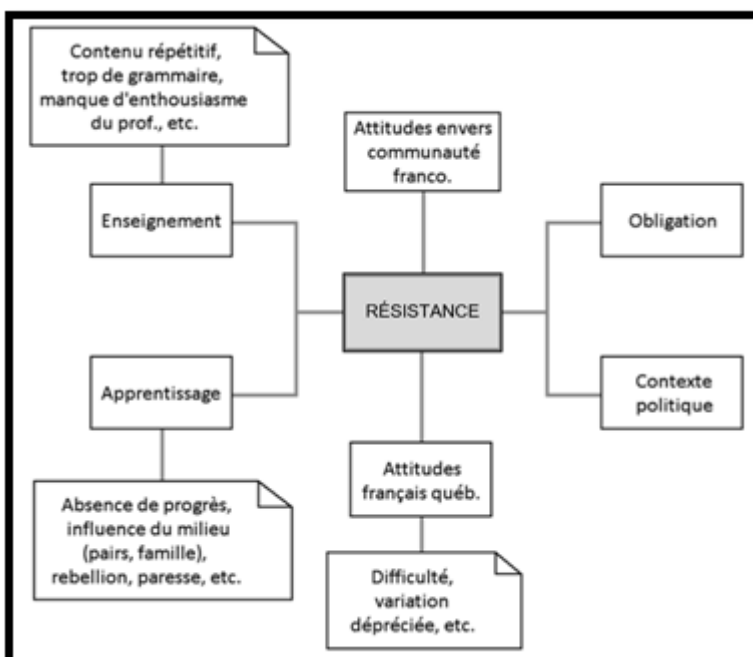 Contenu répétitif,
trop de grammaire,
manque d'enthousiasme
du prof., etc.
Attitudes envers
communauté
franco.
Enseignement
Obligation
RÉSISTANCE
Apprentissage
Contexte
politique
Attitudes
français québ.
Absence de progrès,
influence du milieu
(pairs, famille),
rebellion, paresse, etc.
Difficulté,
variation
dépréciée, etc.